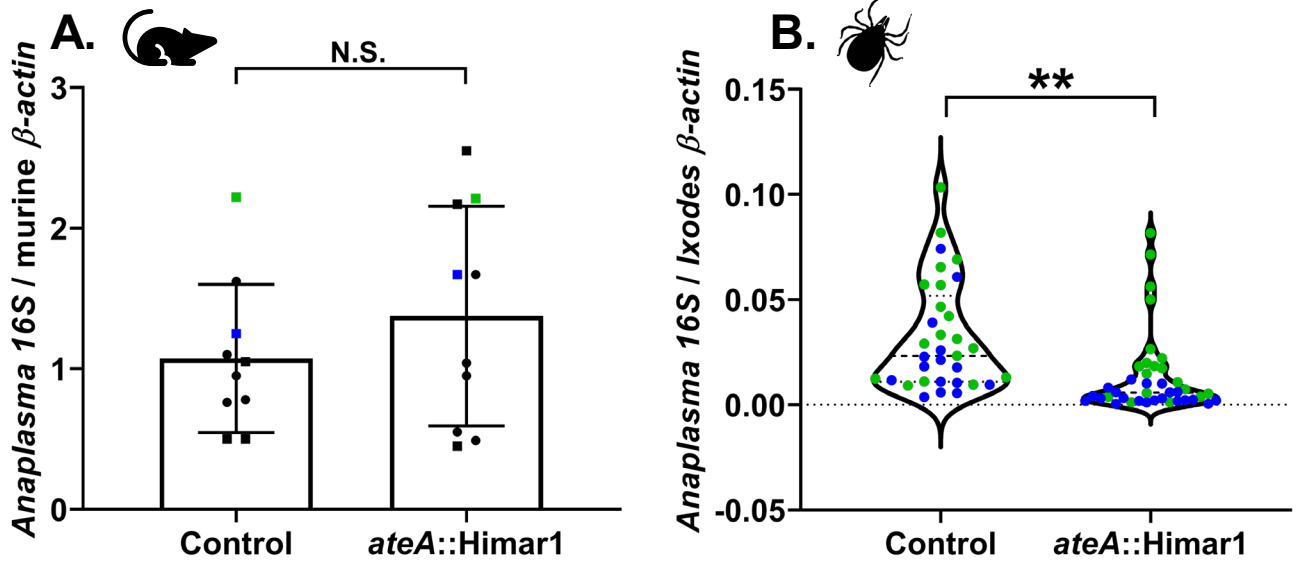 A.
N.S.
Anaplasma 16S / murine β-actin
3
2
1
0
Control
ateA::Himar1
B.
**
Anaplasma 16S / Ixodes β-actin
0.15
0.10
0.05
0.00
-0.05
Control
ateA::Himar1